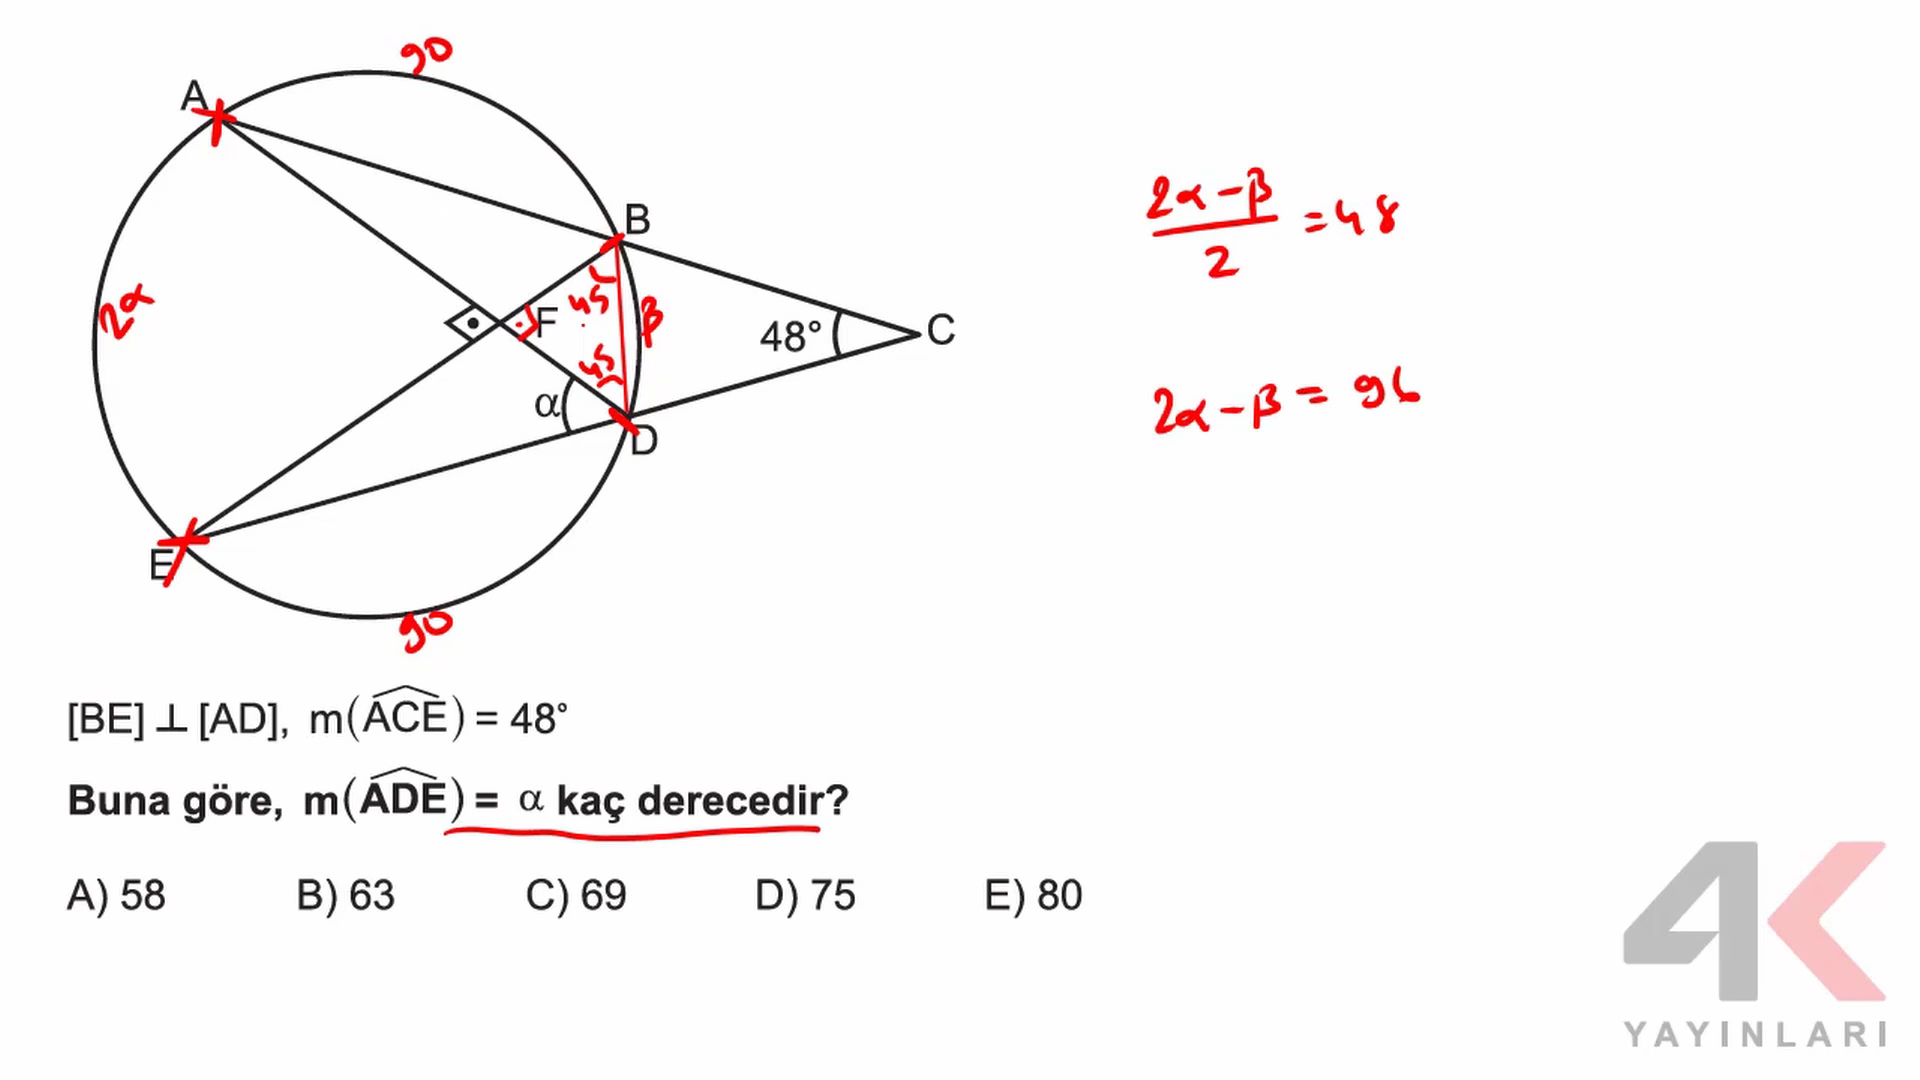 90
A
B
2α
F
45
β
48°
C
45
α
D
E
90
2α-β
2
=48
2α-β= 96
[BE] ⊥ [AD], m(ACE) = 48°
Buna göre, m(ADE) = α kaç derecedir?
A) 58 B) 63 C) 69 D) 75 E) 80
4K
YAYINLARI